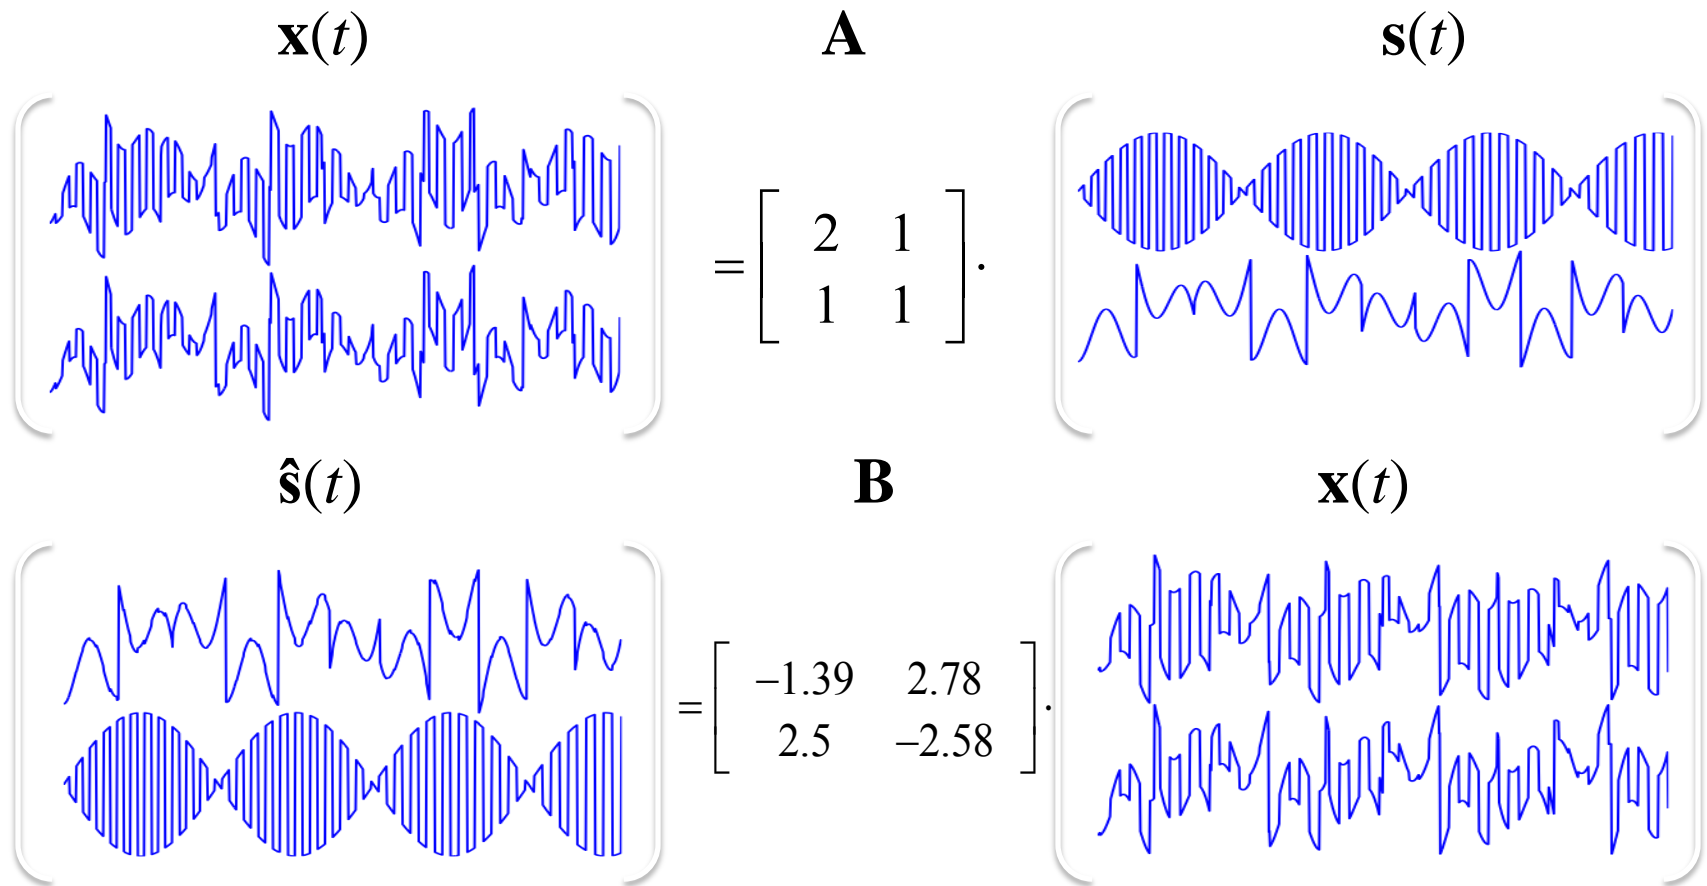 x(t) A s(t)
= [ 2 1 ] ·
[ 1 1 ]
ŝ(t) B x(t)
= [ −1.39 2.78 ] ·
[ 2.5 −2.58 ]